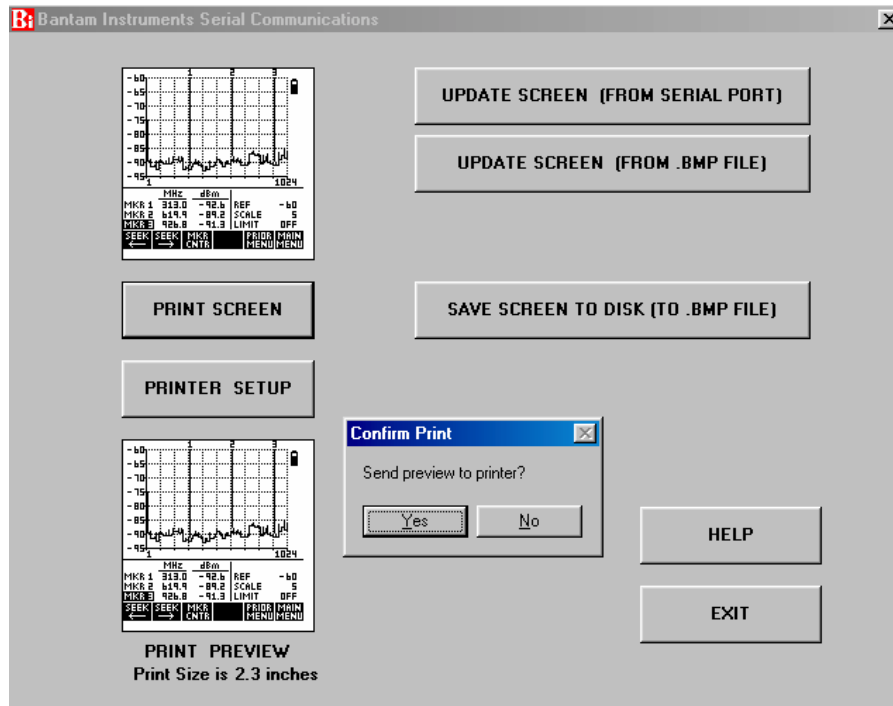 Bi Bantam Instruments Serial Communications
1 2 3
-60
-65
-70
-75
-80
-85
-90
-95
1 1024
MHz dBm
MKR 1 313.0 -92.6 REF -60
MKR 2 619.9 -89.2 SCALE 5
MKR 3 926.8 -91.3 LIMIT OFF
SEEK SEEK MKR CNTR PRIOR MENU MAIN MENU
UPDATE SCREEN (FROM SERIAL PORT)
UPDATE SCREEN (FROM .BMP FILE)
PRINT SCREEN
SAVE SCREEN TO DISK (TO .BMP FILE)
PRINTER SETUP
Confirm Print
Send preview to printer?
Yes No
1 2 3
-60
-65
-70
-75
-80
-85
-90
-95
1 1024
MHz dBm
MKR 1 313.0 -92.6 REF -60
MKR 2 619.9 -89.2 SCALE 5
MKR 3 926.8 -91.3 LIMIT OFF
SEEK SEEK MKR CNTR PRIOR MENU MAIN MENU
PRINT PREVIEW
Print Size is 2.3 inches
HELP
EXIT